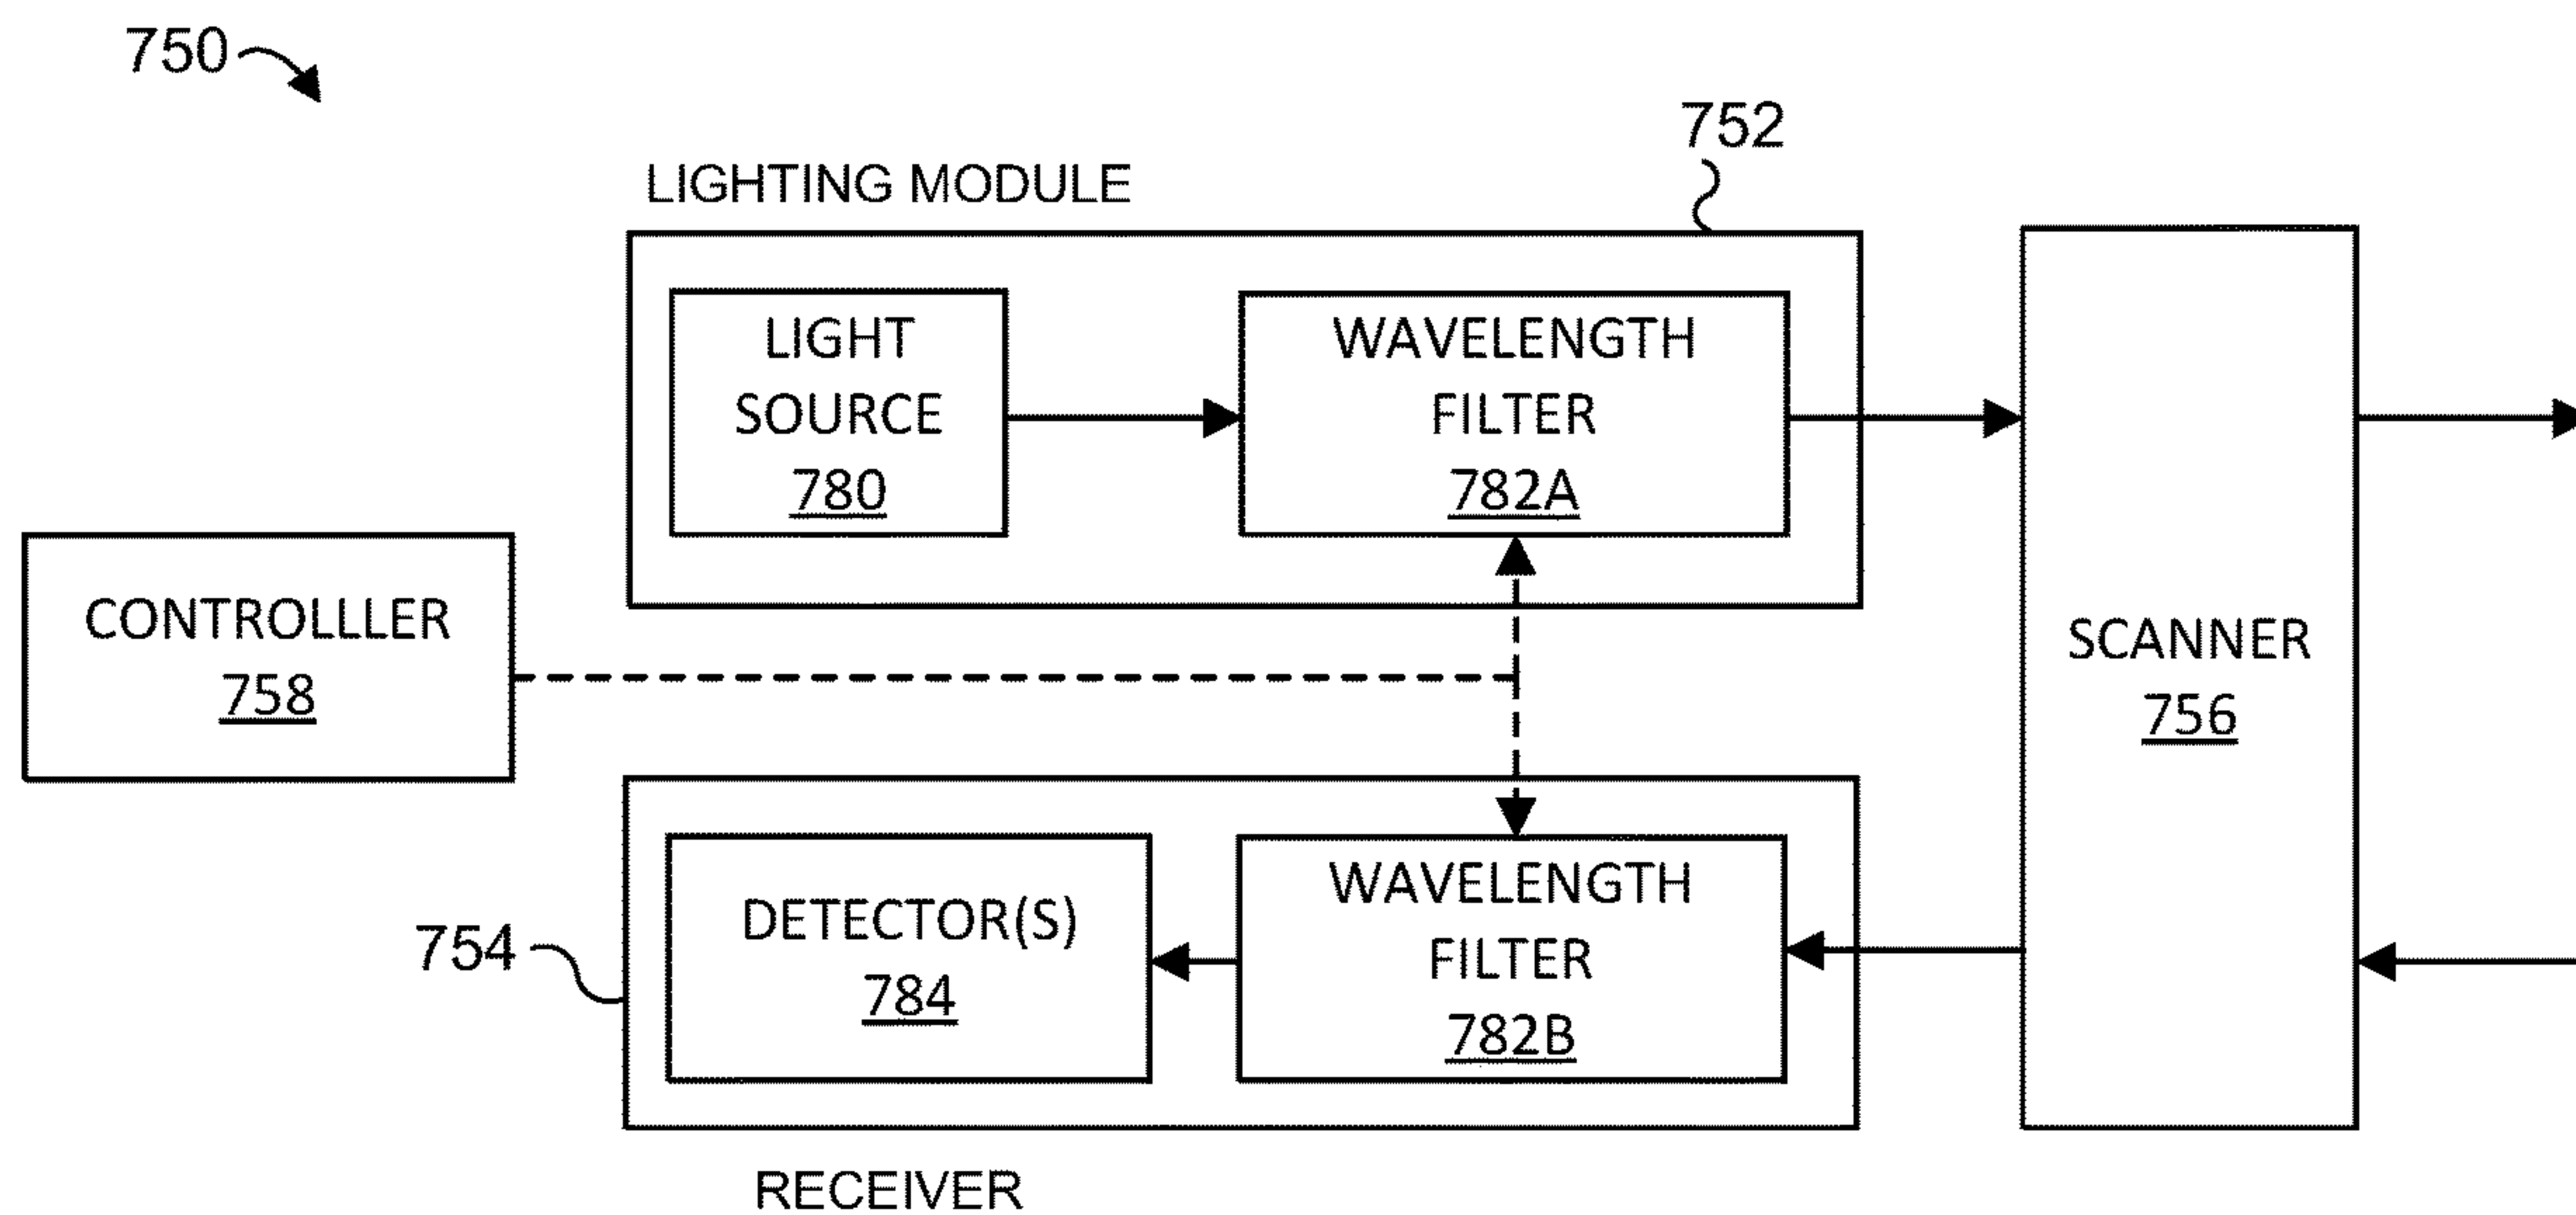 750
752
LIGHTING MODULE
LIGHT
SOURCE
780
WAVELENGTH
FILTER
782A
CONTROLLLER
758
SCANNER
756
754
DETECTOR(S)
784
WAVELENGTH
FILTER
782B
RECEIVER